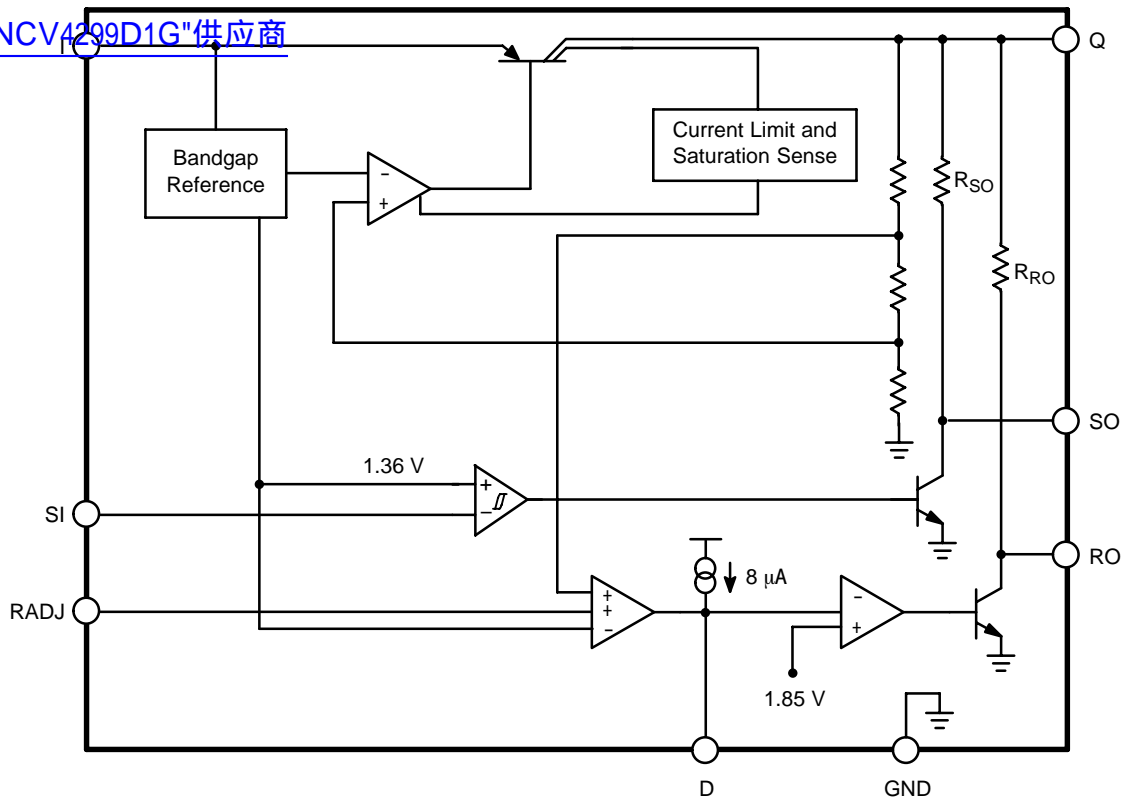 NCV4299D1G"供应商
I
Q
Bandgap
Reference
Current Limit and
Saturation Sense
−
+
RSO
RRO
SO
1.36 V
+
−
SI
RO
8 μA
RADJ
+
+
−
−
+
1.85 V
D
GND